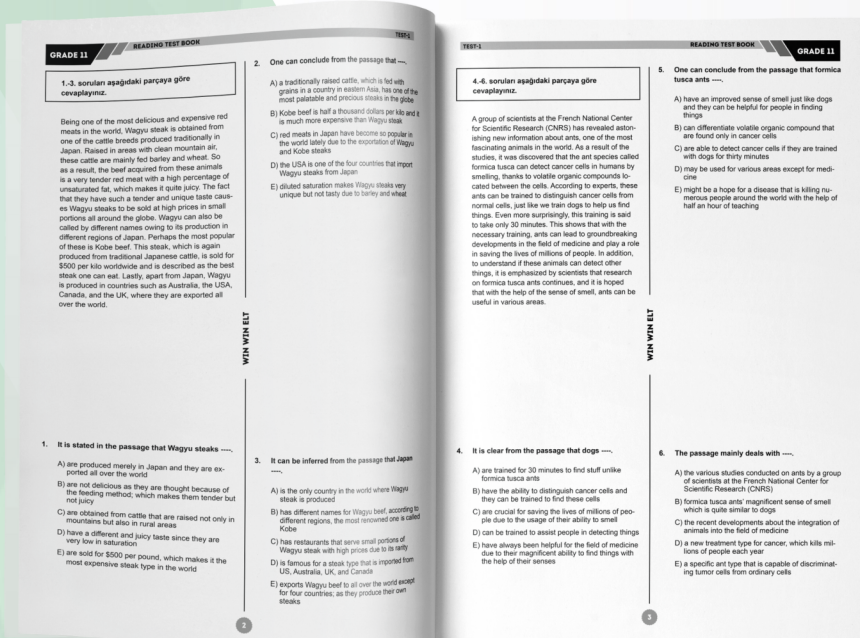 GRADE 11
READING TEST BOOK
TEST-1
1.-3. soruları aşağıdaki parçaya göre
cevaplayınız.
Being one of the most delicious and expensive red
meats in the world, Wagyu steak is obtained from
one of the cattle breeds produced traditionally in
Japan. Raised in areas with clean mountain air,
these cattle are mainly fed barley and wheat. So
as a result, the beef acquired from these animals
is a very tender red meat with a high percentage of
unsaturated fat, which makes it quite juicy. The fact
that they have such a tender and unique taste caus-
es Wagyu steaks to be sold at high prices in small
portions all around the globe. Wagyu can also be
called by different names owing to its production in
different regions of Japan. Perhaps the most popular
of these is Kobe beef. This steak, which is again
produced from traditional Japanese cattle, is sold for
$500 per kilo worldwide and is described as the best
steak one can eat. Lastly, apart from Japan, Wagyu
is produced in countries such as Australia, the USA,
Canada, and the UK, where they are exported all
over the world.
1. It is stated in the passage that Wagyu steaks ----.
A) are produced merely in Japan and they are ex-
ported all over the world
B) are not delicious as they are thought because of
the feeding method; which makes them tender but
not juicy
C) are obtained from cattle that are raised not only in
mountains but also in rural areas
D) have a different and juicy taste since they are
very low in saturation
E) are sold for $500 per pound, which makes it the
most expensive steak type in the world
WIN WIN ELT
2. One can conclude from the passage that ----.
A) a traditionally raised cattle, which is fed with
grains in a country in eastern Asia, has one of the
most palatable and precious steaks in the globe
B) Kobe beef is half a thousand dollars per kilo and it
is much more expensive than Wagyu steak
C) red meats in Japan have become so popular in
the world lately due to the exportation of Wagyu
and Kobe steaks
D) the USA is one of the four countries that import
Wagyu steaks from Japan
E) diluted saturation makes Wagyu steaks very
unique but not tasty due to barley and wheat
3. It can be inferred from the passage that Japan
----.
A) is the only country in the world where Wagyu
steak is produced
B) has different names for Wagyu beef, according to
different regions, the most renowned one is called
Kobe
C) has restaurants that serve small portions of
Wagyu steak with high prices due to its rarity
D) is famous for a steak type that is imported from
US, Australia, UK, and Canada
E) exports Wagyu beef to all over the world except
for four countries; as they produce their own
steaks
2
TEST-1
READING TEST BOOK
GRADE 11
4.-6. soruları aşağıdaki parçaya göre
cevaplayınız.
A group of scientists at the French National Center
for Scientific Research (CNRS) has revealed aston-
ishing new information about ants, one of the most
fascinating animals in the world. As a result of the
studies, it was discovered that the ant species called
formica tusca can detect cancer cells in humans by
smelling, thanks to volatile organic compounds lo-
cated between the cells. According to experts, these
ants can be trained to distinguish cancer cells from
normal cells, just like we train dogs to help us find
things. Even more surprisingly, this training is said
to take only 30 minutes. This shows that with the
necessary training, ants can lead to groundbreaking
developments in the field of medicine and play a role
in saving the lives of millions of people. In addition,
to understand if these animals can detect other
things, it is emphasized by scientists that research
on formica tusca ants continues, and it is hoped
that with the help of the sense of smell, ants can be
useful in various areas.
4. It is clear from the passage that dogs ----.
A) are trained for 30 minutes to find stuff unlike
formica tusca ants
B) have the ability to distinguish cancer cells and
they can be trained to find these cells
C) are crucial for saving the lives of millions of peo-
ple due to the usage of their ability to smell
D) can be trained to assist people in detecting things
E) have always been helpful for the field of medicine
due to their magnificent ability to find things with
the help of their senses
WIN WIN ELT
5. One can conclude from the passage that formica
tusca ants ----.
A) have an improved sense of smell just like dogs
and they can be helpful for people in finding
things
B) can differentiate volatile organic compound that
are found only in cancer cells
C) are able to detect cancer cells if they are trained
with dogs for thirty minutes
D) may be used for various areas except for medi-
cine
E) might be a hope for a disease that is killing nu-
merous people around the world with the help of
half an hour of teaching
6. The passage mainly deals with ----.
A) the various studies conducted on ants by a group
of scientists at the French National Center for
Scientific Research (CNRS)
B) formica tusca ants' magnificent sense of smell
which is quite similar to dogs
C) the recent developments about the integration of
animals into the field of medicine
D) a new treatment type for cancer, which kills mil-
lions of people each year
E) a specific ant type that is capable of discriminat-
ing tumor cells from ordinary cells
3